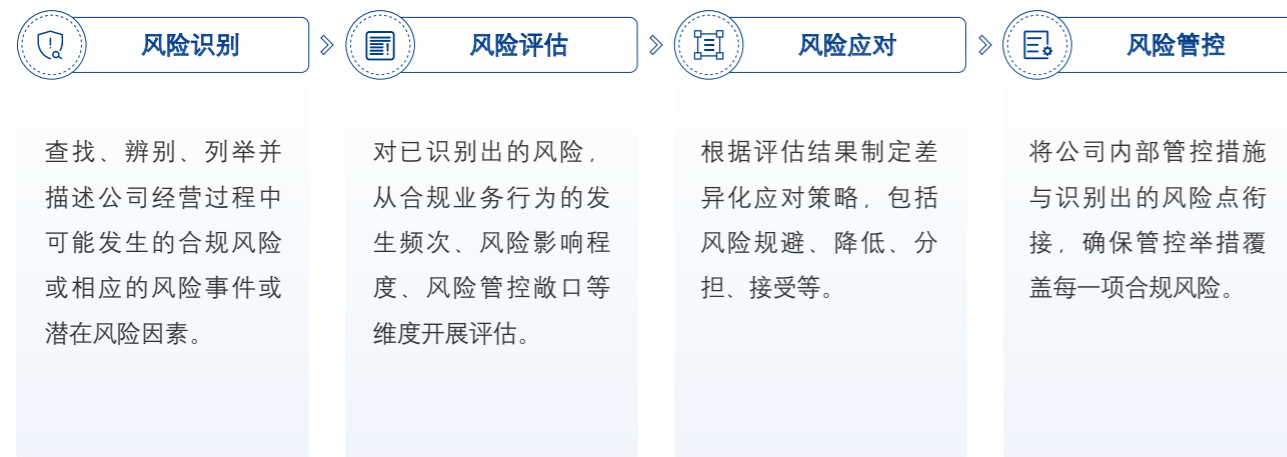 风险识别
查找、辨别、列举并
描述公司经营过程中
可能发生的合规风险
或相应的风险事件或
潜在风险因素。
风险评估
对已识别出的风险，
从合规业务行为的发
生频次、风险影响程
度、风险管控敞口等
维度开展评估。
风险应对
根据评估结果制定差
异化应对策略，包括
风险规避、降低、分
担、接受等。
风险管控
将公司内部管控措施
与识别出的风险点衔
接，确保管控举措覆
盖每一项合规风险。